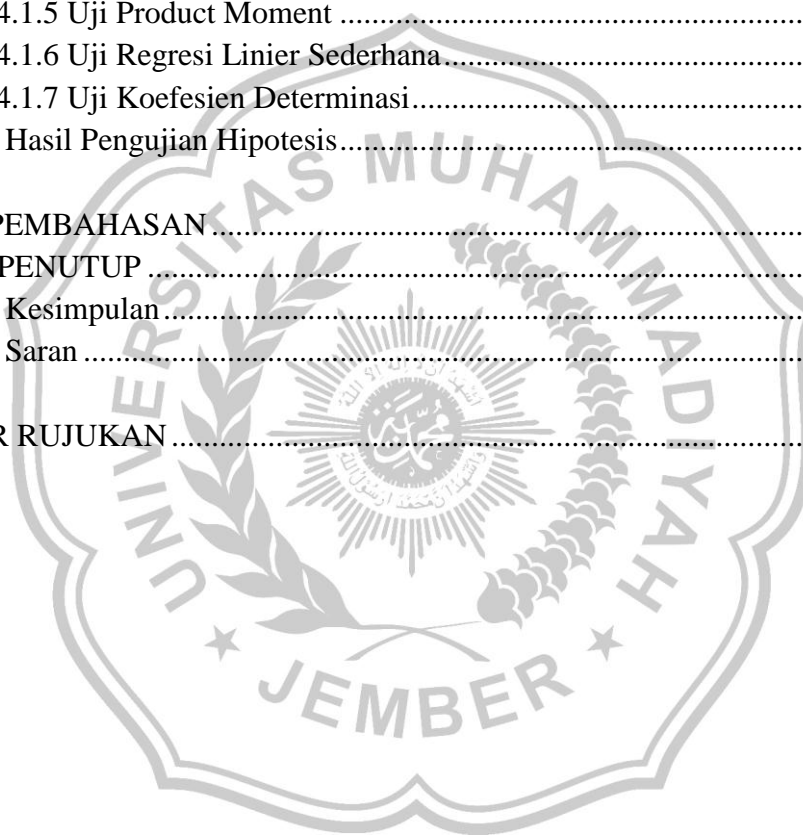 4.1.5 Uji Product Moment ........................................................................
4.1.6 Uji Regresi Linier Sederhana........................................................
4.1.7 Uji Koefesien Determinasi............................................................
Hasil Pengujian Hipotesis......................................................................
PEMBAHASAN......................................................................................
PENUTUP ..............................................................................................
Kesimpulan............................................................................................
Saran ......................................................................................................
R RUJUKAN..........................................................................................
UNIVERSITAS MUHAMMADIYAH
JEMBER